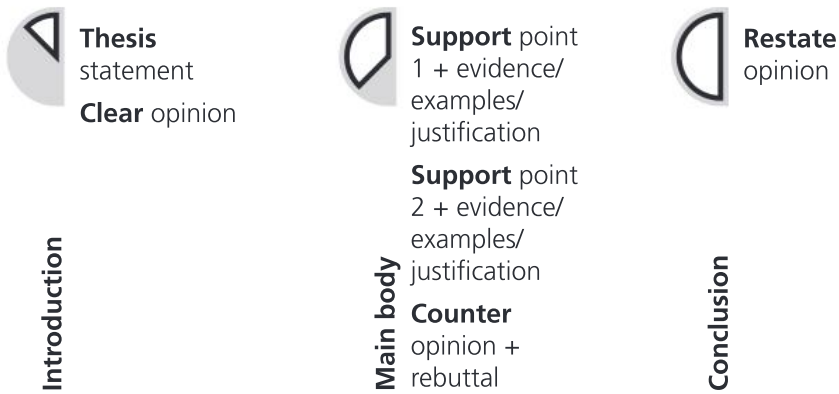 Introduction
Thesis
statement
Clear opinion
Main body
Support point
1 + evidence/
examples/
justification
Support point
2 + evidence/
examples/
justification
Counter
opinion +
rebuttal
Conclusion
Restate
opinion